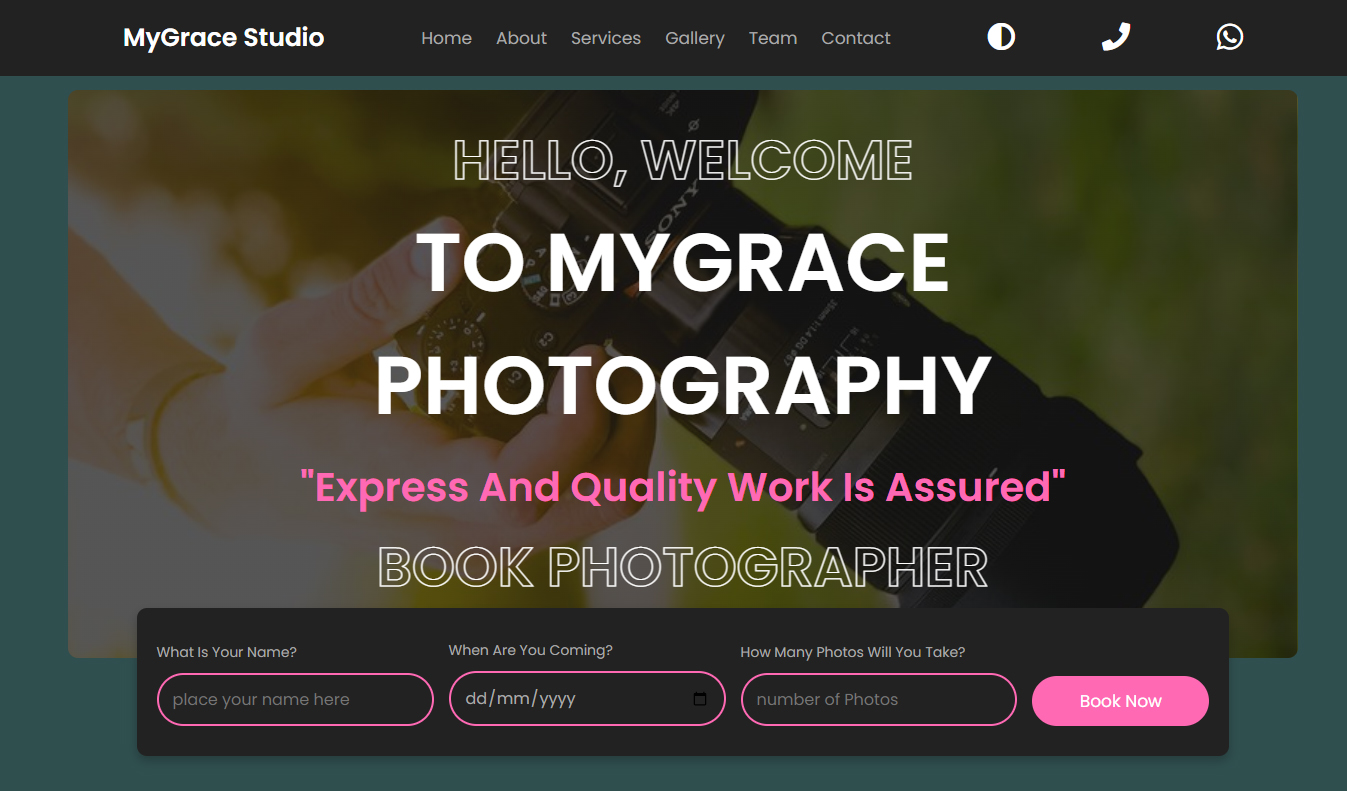 MyGrace Studio Home About Services Gallery Team Contact
HELLO, WELCOME
TO MYGRACE
PHOTOGRAPHY
"Express And Quality Work Is Assured"
BOOK PHOTOGRAPHER
SONY
What Is Your Name? When Are You Coming? How Many Photos Will You Take?
place your name here dd/mm/yyyy number of Photos Book Now